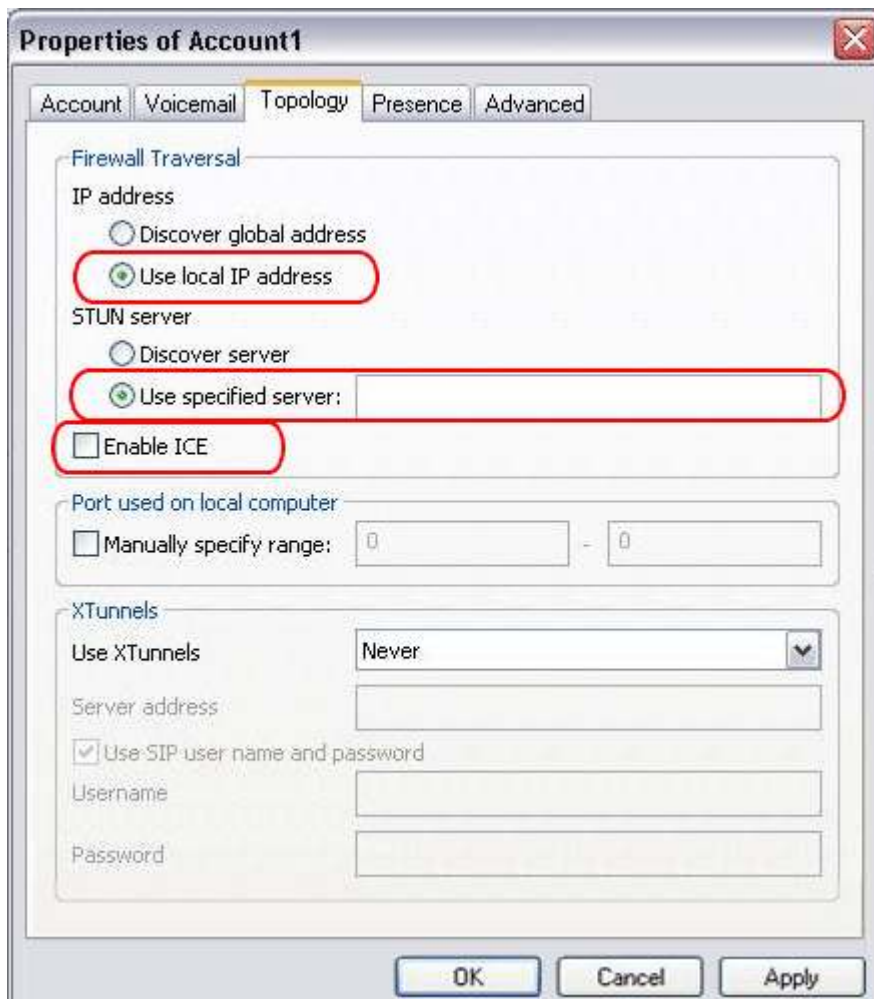 Properties of Account1
Account Voicemail Topology Presence Advanced
Firewall Traversal
IP address
Discover global address
Use local IP address
STUN server
Discover server
Use specified server:
Enable ICE
Port used on local computer
Manually specify range: 0 - 0
XTunnels
Use XTunnels Never
Server address
Use SIP user name and password
Username
Password
OK Cancel Apply